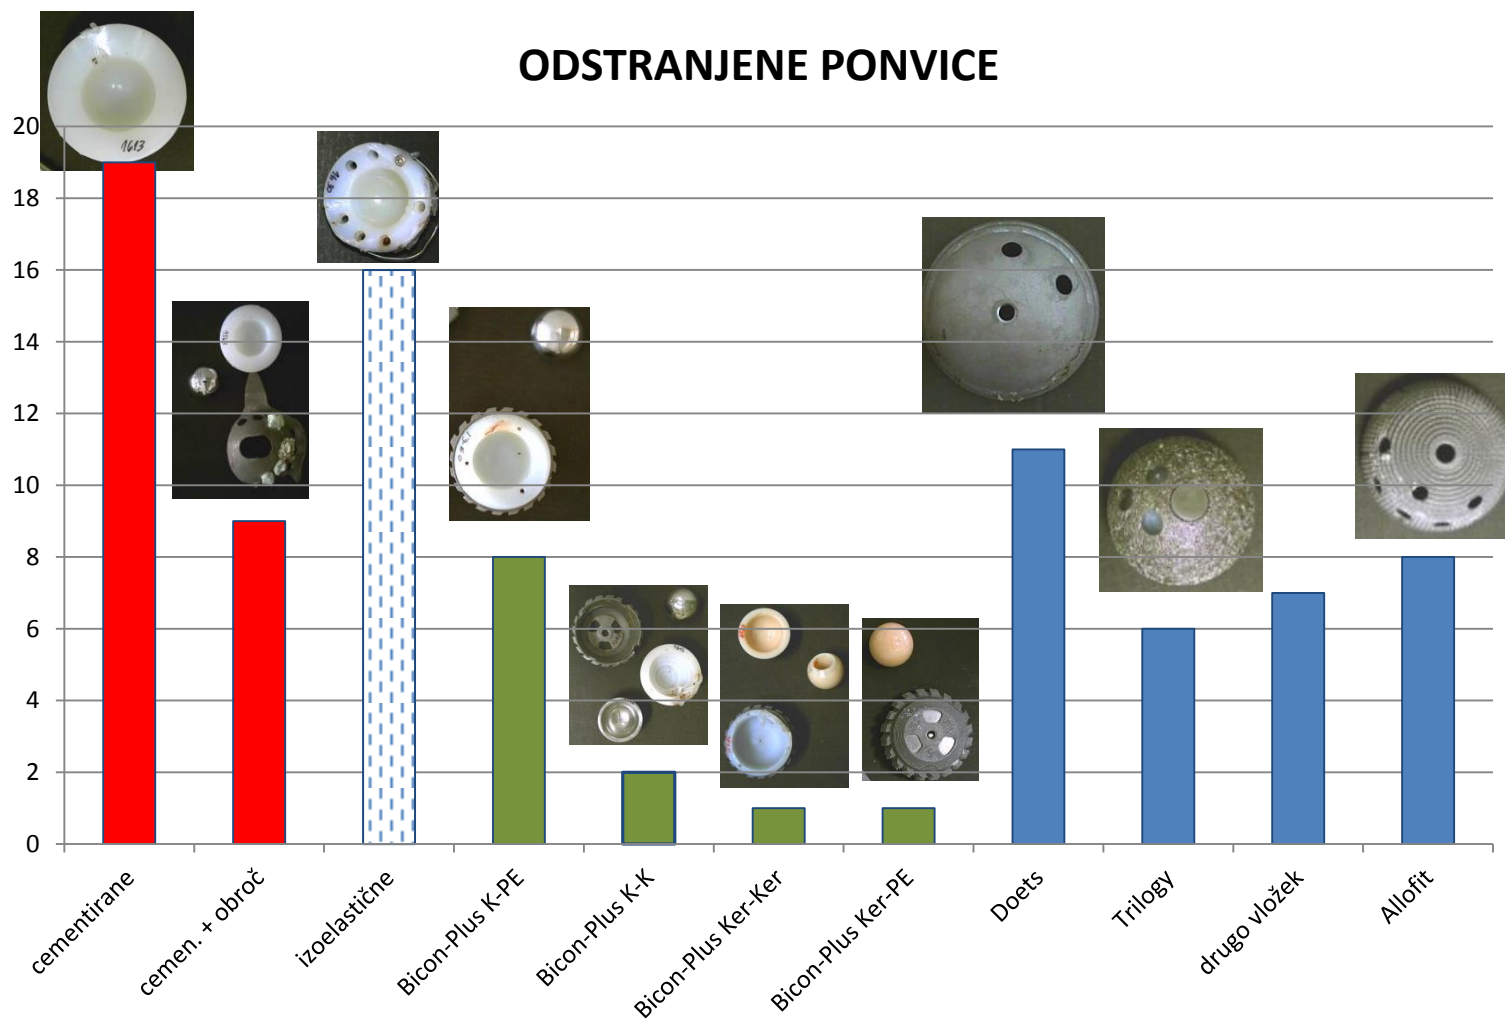 ODSTRANJENE PONVICE
1613
20
18
16
14
12
10
8
6
4
2
0
cementirane
cemen. + obroč
izoelastične
Bicon-Plus K-PE
Bicon-Plus K-K
Bicon-Plus Ker-Ker
Bicon-Plus Ker-PE
Doets
Trilogy
drugo vložek
Allofit